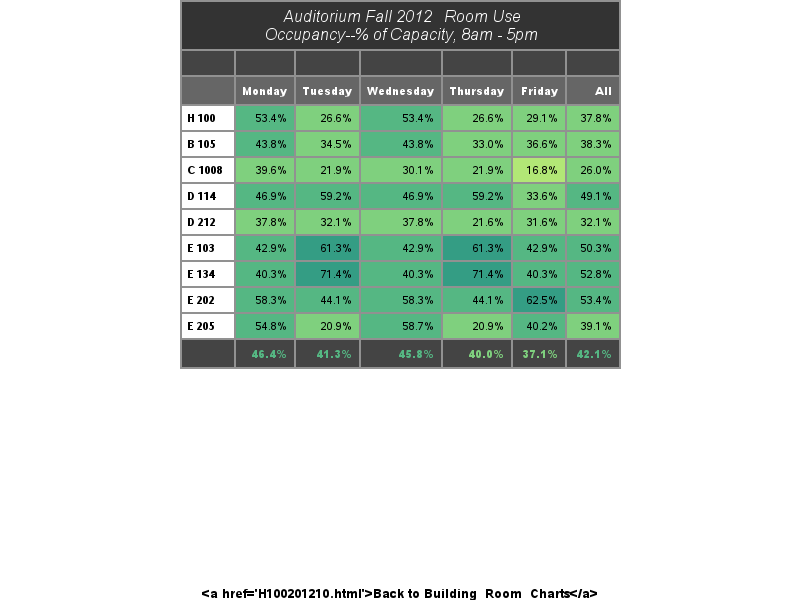 Auditorium Fall 2012 Room Use
Occupancy--% of Capacity, 8am - 5pm
Monday Tuesday Wednesday Thursday Friday All
H 100 53.4% 26.6% 53.4% 26.6% 29.1% 37.8%
B 105 43.8% 34.5% 43.8% 33.0% 36.6% 38.3%
C 1008 39.6% 21.9% 30.1% 21.9% 16.8% 26.0%
D 114 46.9% 59.2% 46.9% 59.2% 33.6% 49.1%
D 212 37.8% 32.1% 37.8% 21.6% 31.6% 32.1%
E 103 42.9% 61.3% 42.9% 61.3% 42.9% 50.3%
E 134 40.3% 71.4% 40.3% 71.4% 40.3% 52.8%
E 202 58.3% 44.1% 58.3% 44.1% 62.5% 53.4%
E 205 54.8% 20.9% 58.7% 20.9% 40.2% 39.1%
46.4% 41.3% 45.8% 40.0% 37.1% 42.1%
<a href='H100201210.html'>Back to Building Room Charts</a>